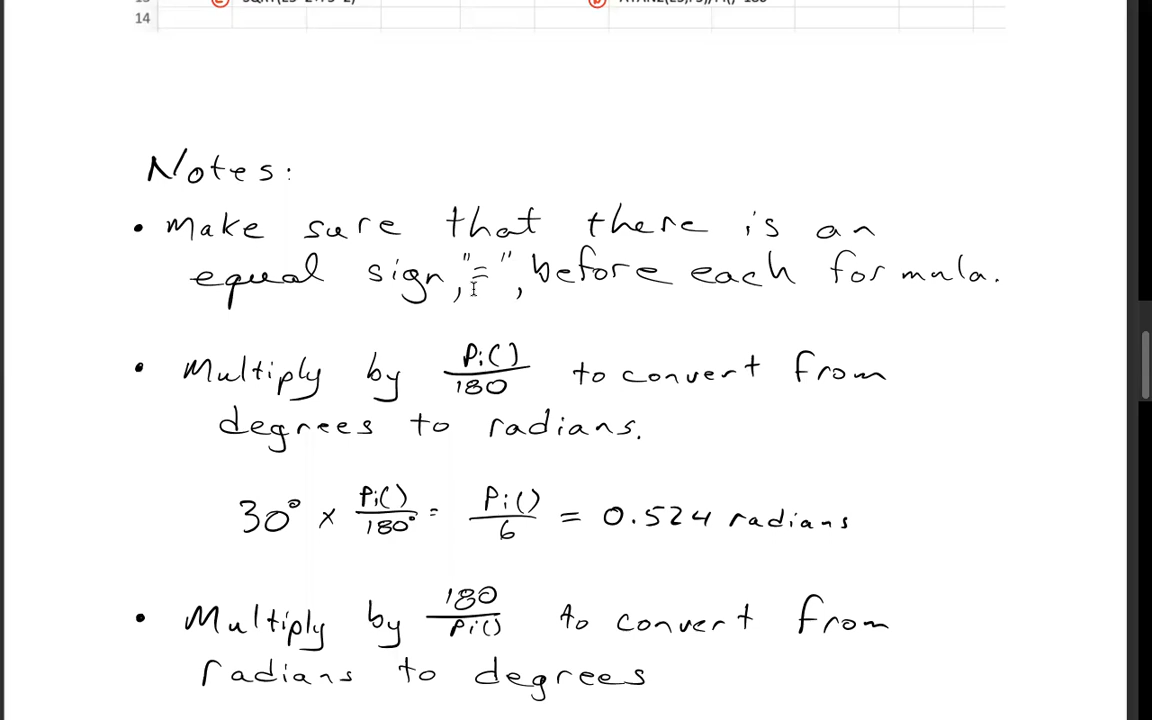 14
Notes:
• Make sure that there is an
equal sign, "=", before each formula.
• Multiply by Pi()/180 to convert from
degrees to radians.
30° × Pi()/180° = Pi()/6 = 0.524 radians
• Multiply by 180/Pi() to convert from
radians to degrees